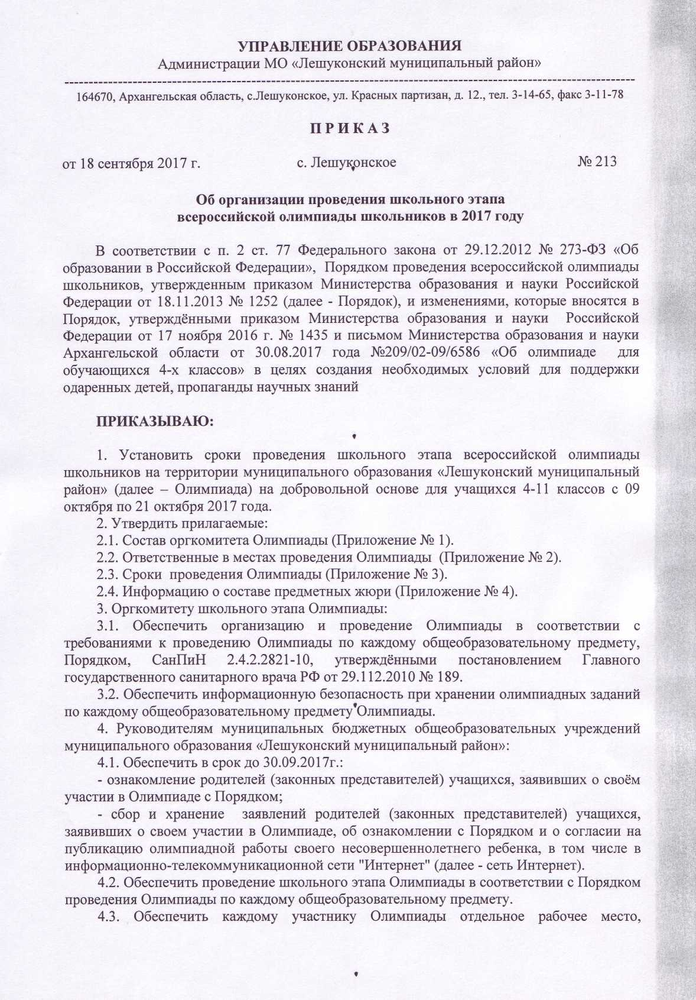 УПРАВЛЕНИЕ ОБРАЗОВАНИЯ
Администрации МО «Лешуконский муниципальный район»
164670, Архангельская область, с.Лешуконское, ул. Красных партизан, д. 12., тел. 3-14-65, факс 3-11-78
П Р И К А З
от 18 сентября 2017 г. с. Лешуконское № 213
Об организации проведения школьного этапа
всероссийской олимпиады школьников в 2017 году
В соответствии с п. 2 ст. 77 Федерального закона от 29.12.2012 № 273-ФЗ «Об
образовании в Российской Федерации», Порядком проведения всероссийской олимпиады
школьников, утвержденным приказом Министерства образования и науки Российской
Федерации от 18.11.2013 № 1252 (далее - Порядок), и изменениями, которые вносятся в
Порядок, утверждёнными приказом Министерства образования и науки Российской
Федерации от 17 ноября 2016 г. № 1435 и письмом Министерства образования и науки
Архангельской области от 30.08.2017 года №209/02-09/6586 «Об олимпиаде для
обучающихся 4-х классов» в целях создания необходимых условий для поддержки
одаренных детей, пропаганды научных знаний
ПРИКАЗЫВАЮ:
1. Установить сроки проведения школьного этапа всероссийской олимпиады
школьников на территории муниципального образования «Лешуконский муниципальный
район» (далее – Олимпиада) на добровольной основе для учащихся 4-11 классов с 09
октября по 21 октября 2017 года.
2. Утвердить прилагаемые:
2.1. Состав оргкомитета Олимпиады (Приложение № 1).
2.2. Ответственные в местах проведения Олимпиады (Приложение № 2).
2.3. Сроки проведения Олимпиады (Приложение № 3).
2.4. Информацию о составе предметных жюри (Приложение № 4).
3. Оргкомитету школьного этапа Олимпиады:
3.1. Обеспечить организацию и проведение Олимпиады в соответствии с
требованиями к проведению Олимпиады по каждому общеобразовательному предмету,
Порядком, СанПиН 2.4.2.2821-10, утверждёнными постановлением Главного
государственного санитарного врача РФ от 29.112.2010 № 189.
3.2. Обеспечить информационную безопасность при хранении олимпиадных заданий
по каждому общеобразовательному предмету Олимпиады.
4. Руководителям муниципальных бюджетных общеобразовательных учреждений
муниципального образования «Лешуконский муниципальный район»:
4.1. Обеспечить в срок до 30.09.2017г.:
- ознакомление родителей (законных представителей) учащихся, заявивших о своём
участии в Олимпиаде с Порядком;
- сбор и хранение заявлений родителей (законных представителей) учащихся,
заявивших о своем участии в Олимпиаде, об ознакомлении с Порядком и о согласии на
публикацию олимпиадной работы своего несовершеннолетнего ребенка, в том числе в
информационно-телекоммуникационной сети "Интернет" (далее - сеть Интернет).
4.2. Обеспечить проведение школьного этапа Олимпиады в соответствии с Порядком
проведения Олимпиады по каждому общеобразовательному предмету.
4.3. Обеспечить каждому участнику Олимпиады отдельное рабочее место,